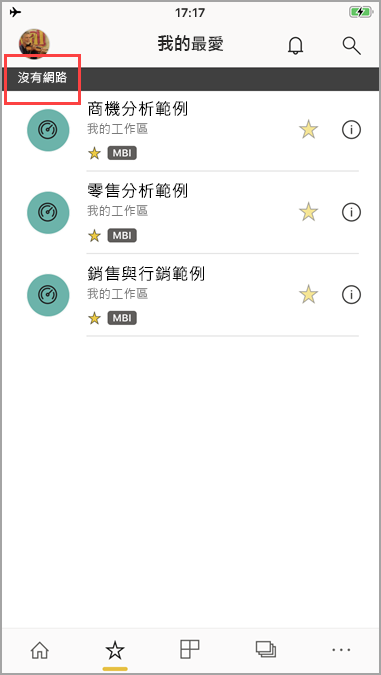 17:17
我的最愛
沒有網路
商機分析範例
我的工作區
MBI
零售分析範例
我的工作區
MBI
銷售與行銷範例
我的工作區
MBI